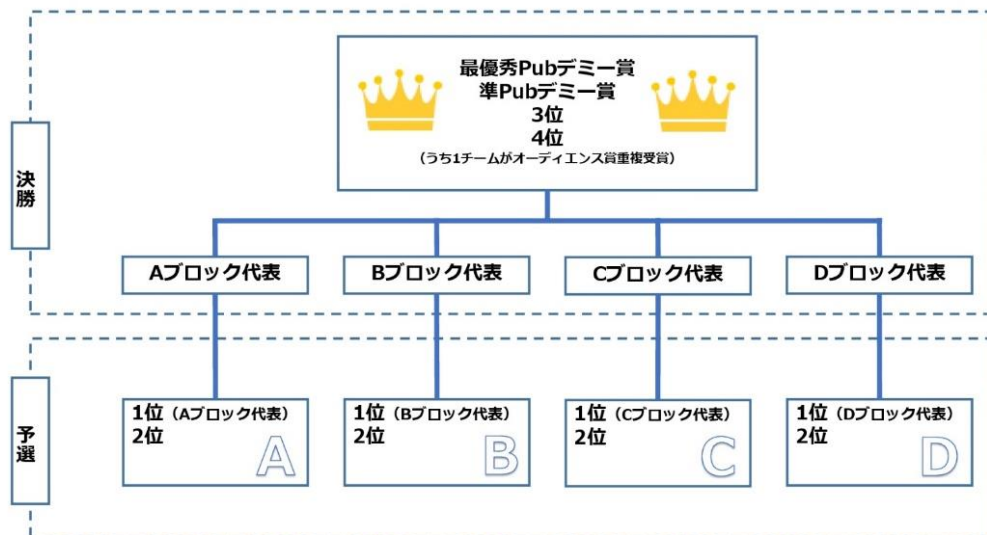 最優秀Pubデミー賞
準Pubデミー賞
3位
4位
（うち1チームがオーディエンス賞重複受賞）
決勝
Aブロック代表
Bブロック代表
Cブロック代表
Dブロック代表
予選
1位（Aブロック代表）
2位
A
1位（Bブロック代表）
2位
B
1位（Cブロック代表）
2位
C
1位（Dブロック代表）
2位
D